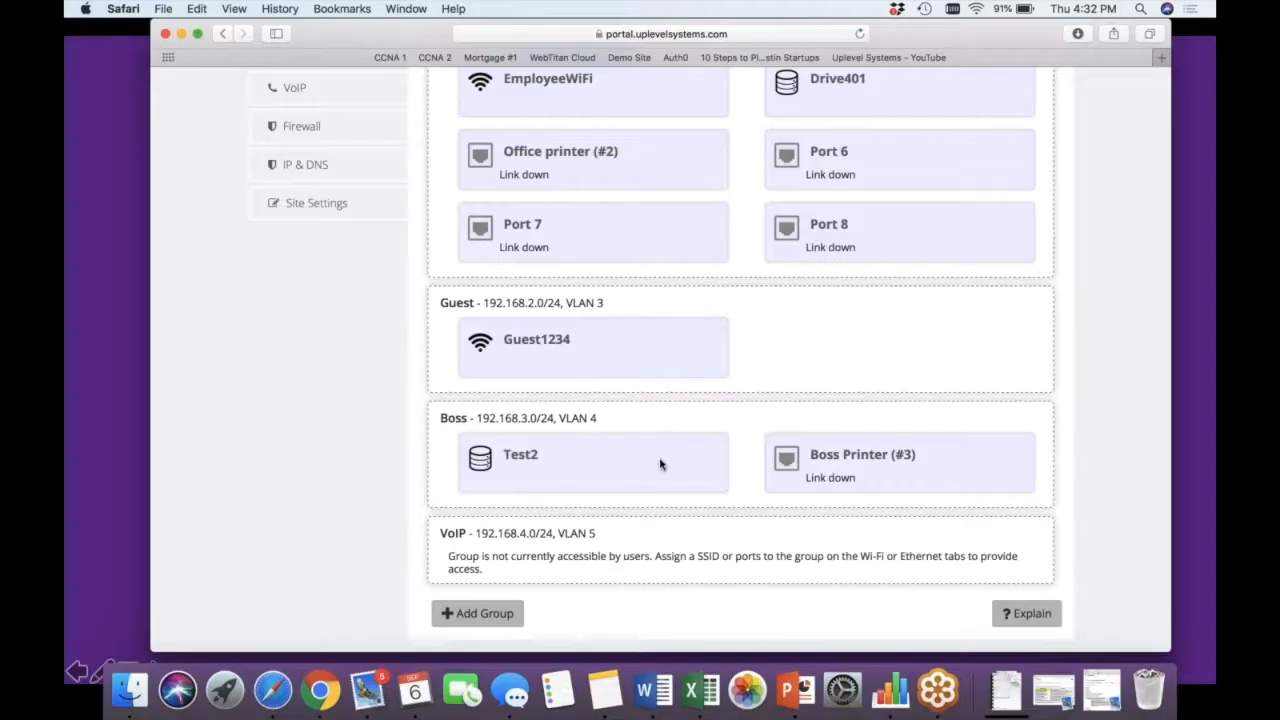 Safari File Edit View History Bookmarks Window Help 91% Thu 4:32 PM
portal.uplevelsystems.com
CCNA 1 CCNA 2 Mortgage #1 WebTitan Cloud Demo Site Auth0 10 Steps to Pl...stin Startups Uplevel Systems - YouTube
VoIP
Firewall
IP & DNS
Site Settings
EmployeeWiFi
Drive401
Office printer (#2)
Link down
Port 6
Link down
Port 7
Link down
Port 8
Link down
Guest - 192.168.2.0/24, VLAN 3
Guest1234
Boss - 192.168.3.0/24, VLAN 4
Test2
Boss Printer (#3)
Link down
VoIP - 192.168.4.0/24, VLAN 5
Group is not currently accessible by users. Assign a SSID or ports to the group on the Wi-Fi or Ethernet tabs to provide
access.
+ Add Group
? Explain
5
SEP
6